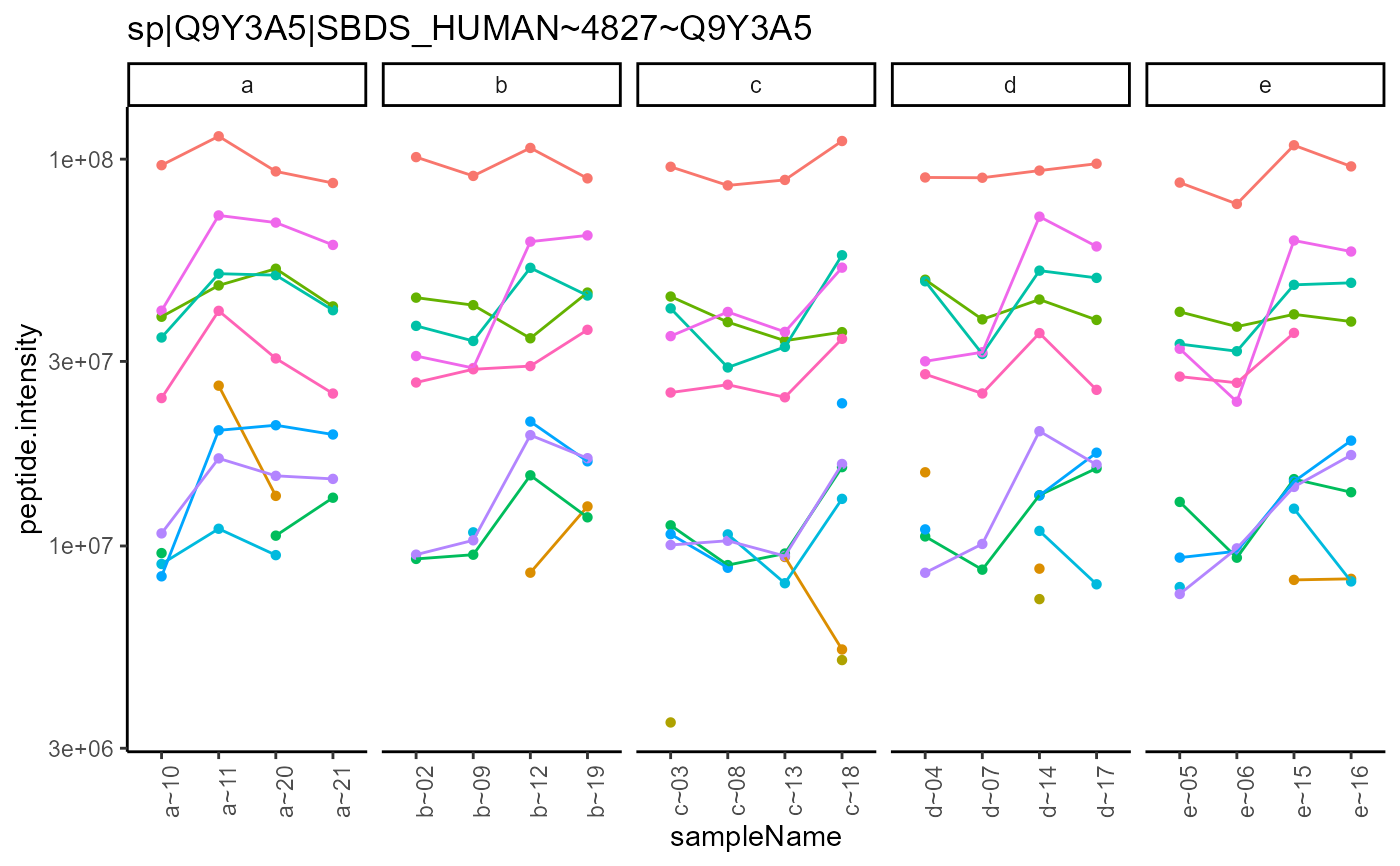 sp|Q9Y3A5|SBDS_HUMAN~4827~Q9Y3A5
a b c d e
peptide.intensity
1e+08
3e+07
1e+07
3e+06
a~10 a~11 a~20 a~21 b~02 b~09 b~12 b~19 c~03 c~08 c~13 c~18 d~04 d~07 d~14 d~17 e~05 e~06 e~15 e~16
sampleName